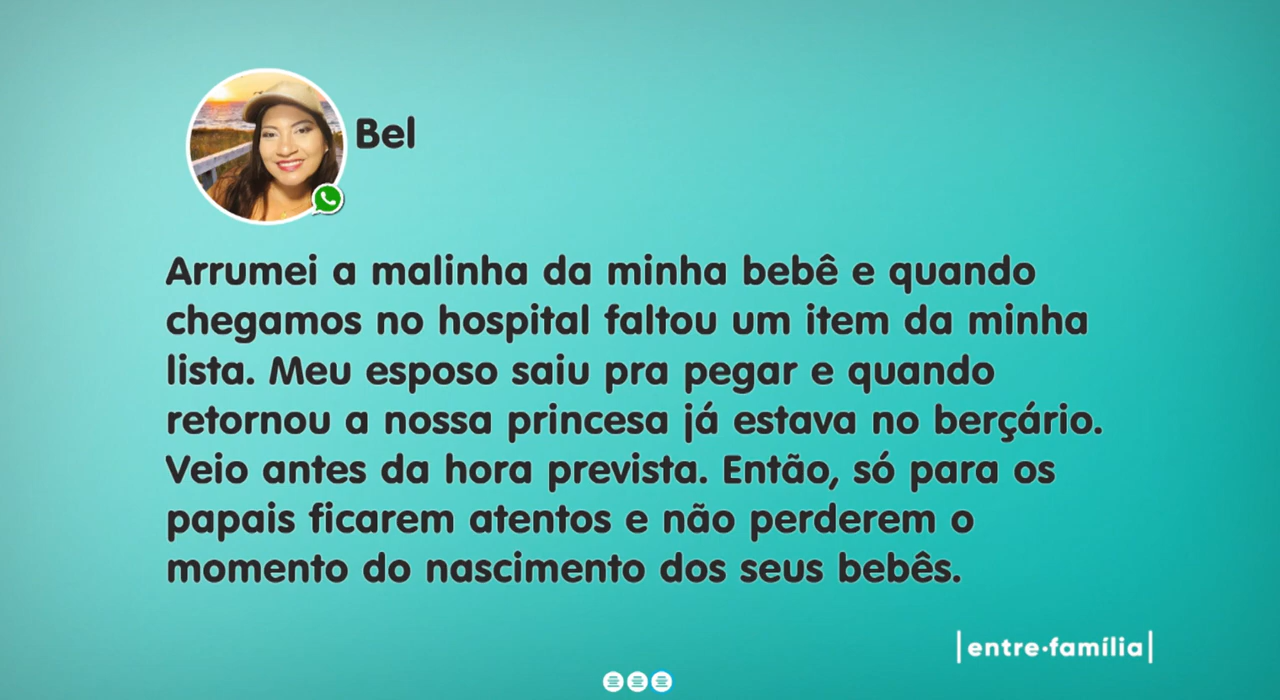 Bel
Arrumei a malinha da minha bebê e quando
chegamos no hospital faltou um item da minha
lista. Meu esposo saiu pra pegar e quando
retornou a nossa princesa já estava no berçário.
Veio antes da hora prevista. Então, só para os
papais ficarem atentos e não perderem o
momento do nascimento dos seus bebês.
|entre·família|